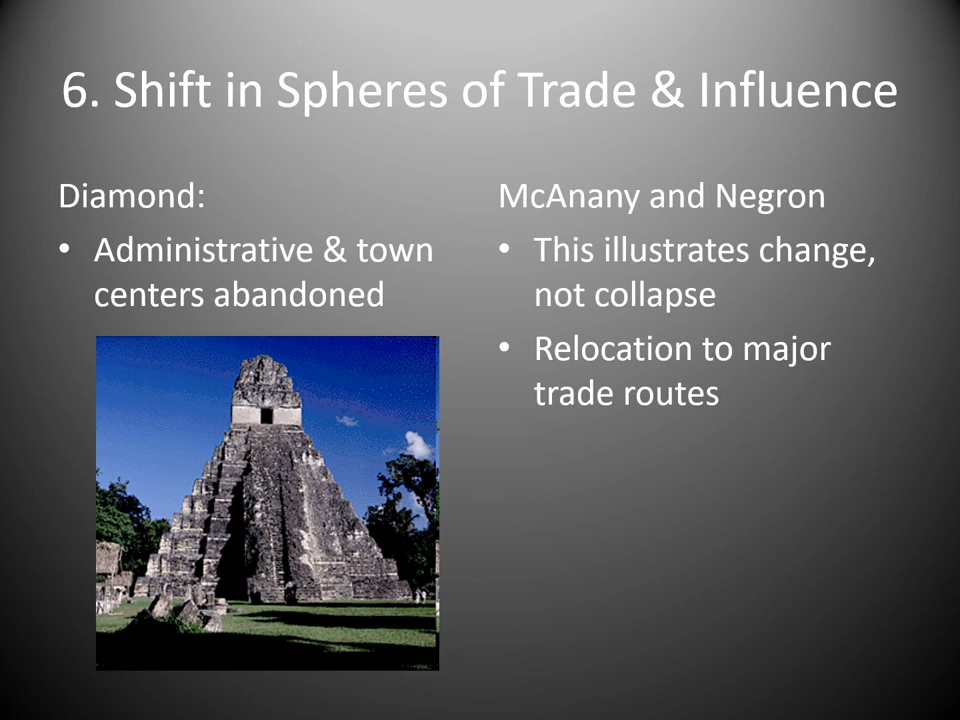 6. Shift in Spheres of Trade & Influence
Diamond:
• Administrative & town
centers abandoned
McAnany and Negron
• This illustrates change,
not collapse
• Relocation to major
trade routes